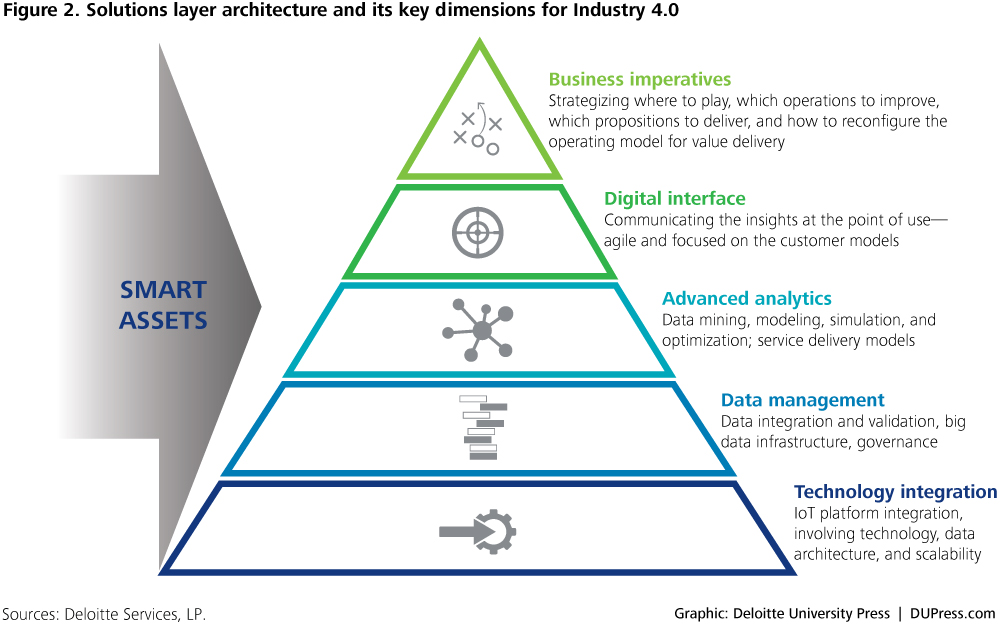 Figure 2. Solutions layer architecture and its key dimensions for Industry 4.0
SMART
ASSETS
Business imperatives
Strategizing where to play, which operations to improve,
which propositions to deliver, and how to reconfigure the
operating model for value delivery
Digital interface
Communicating the insights at the point of use—
agile and focused on the customer models
Advanced analytics
Data mining, modeling, simulation, and
optimization; service delivery models
Data management
Data integration and validation, big
data infrastructure, governance
Technology integration
IoT platform integration,
involving technology, data
architecture, and scalability
Sources: Deloitte Services, LP.
Graphic: Deloitte University Press | DUPress.com